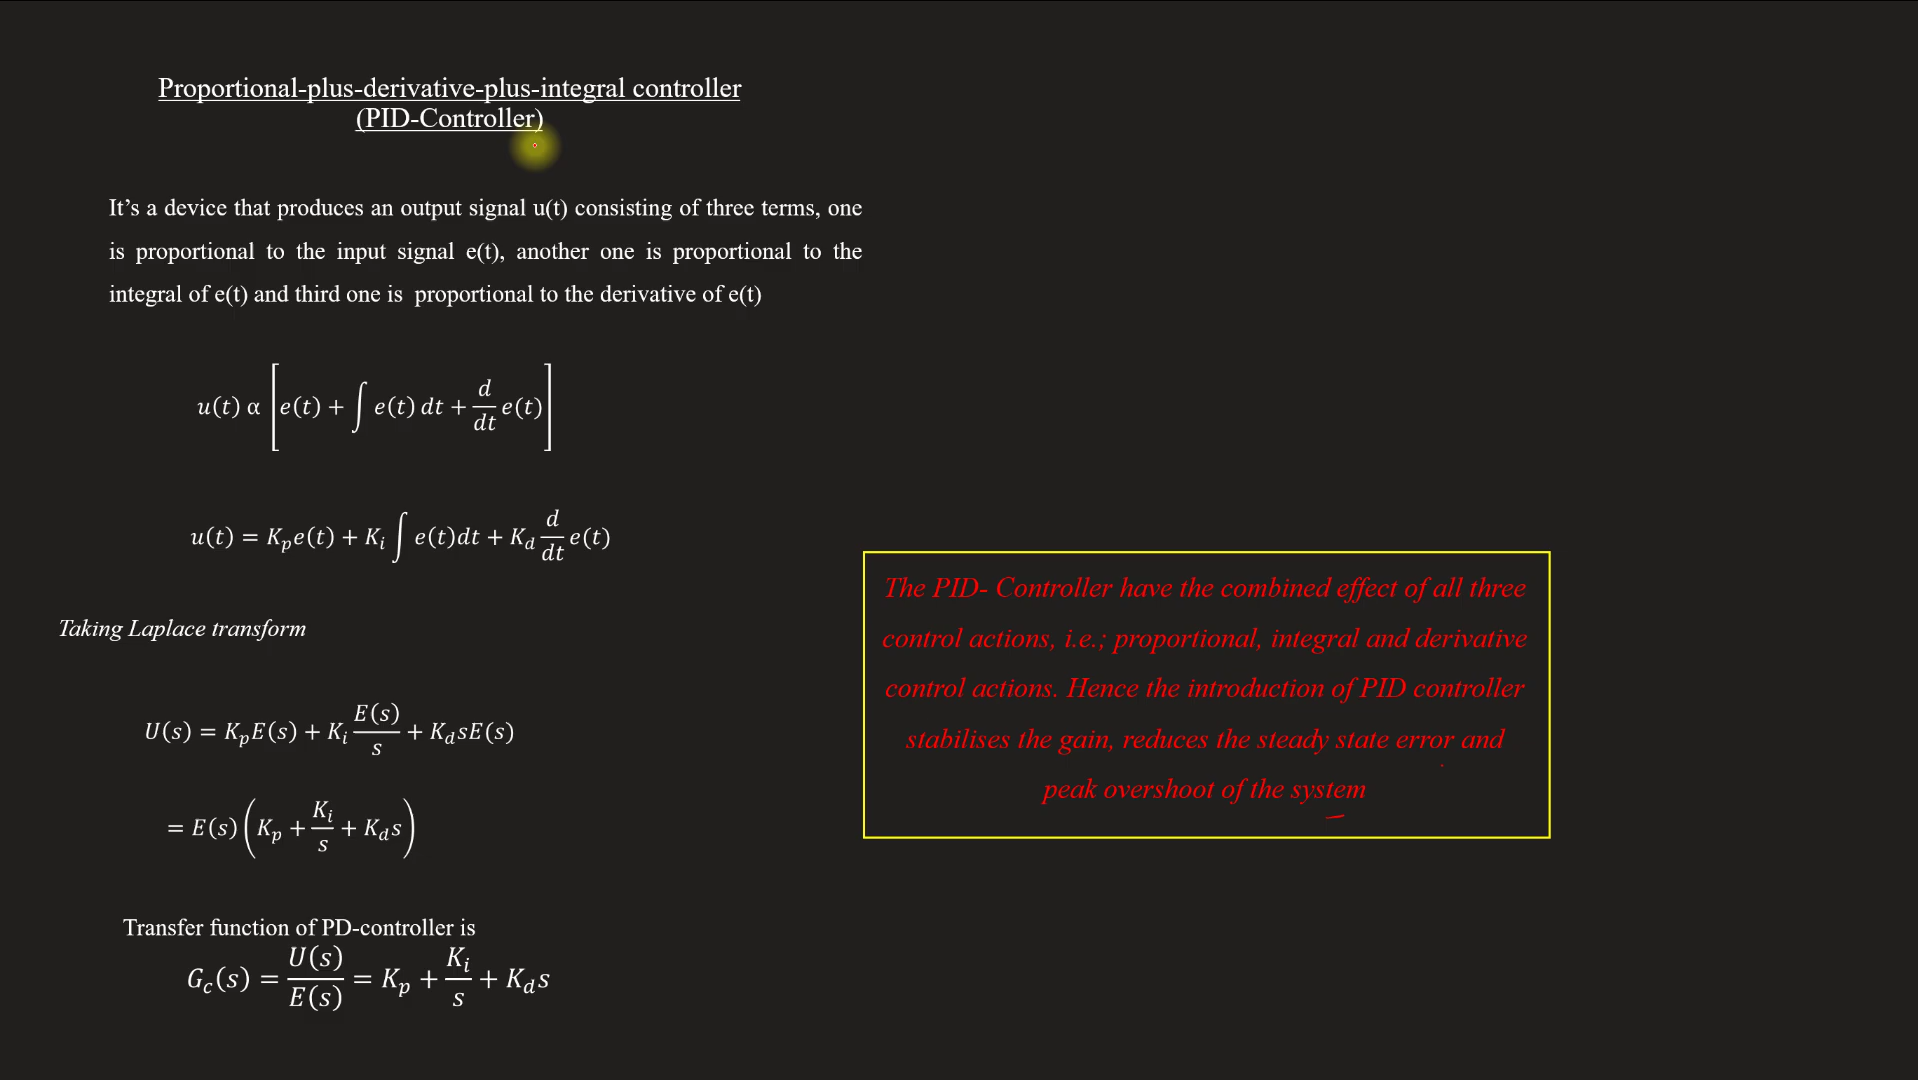 Proportional-plus-derivative-plus-integral controller
(PID-Controller)
It’s a device that produces an output signal u(t) consisting of three terms, one
is proportional to the input signal e(t), another one is proportional to the
integral of e(t) and third one is proportional to the derivative of e(t)
u(t) α [e(t) + ∫ e(t) dt + d/dt e(t)]
u(t) = K_p e(t) + K_i ∫ e(t)dt + K_d d/dt e(t)
Taking Laplace transform
U(s) = K_p E(s) + K_i E(s)/s + K_d sE(s)
= E(s) (K_p + K_i/s + K_d s)
Transfer function of PD-controller is
G_c(s) = U(s)/E(s) = K_p + K_i/s + K_d s
The PID- Controller have the combined effect of all three
control actions, i.e.; proportional, integral and derivative
control actions. Hence the introduction of PID controller
stabilises the gain, reduces the steady state error and
peak overshoot of the system